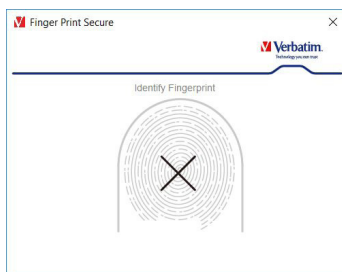 Finger Print Secure
Verbatim.
Technology you can trust
Identify Fingerprint